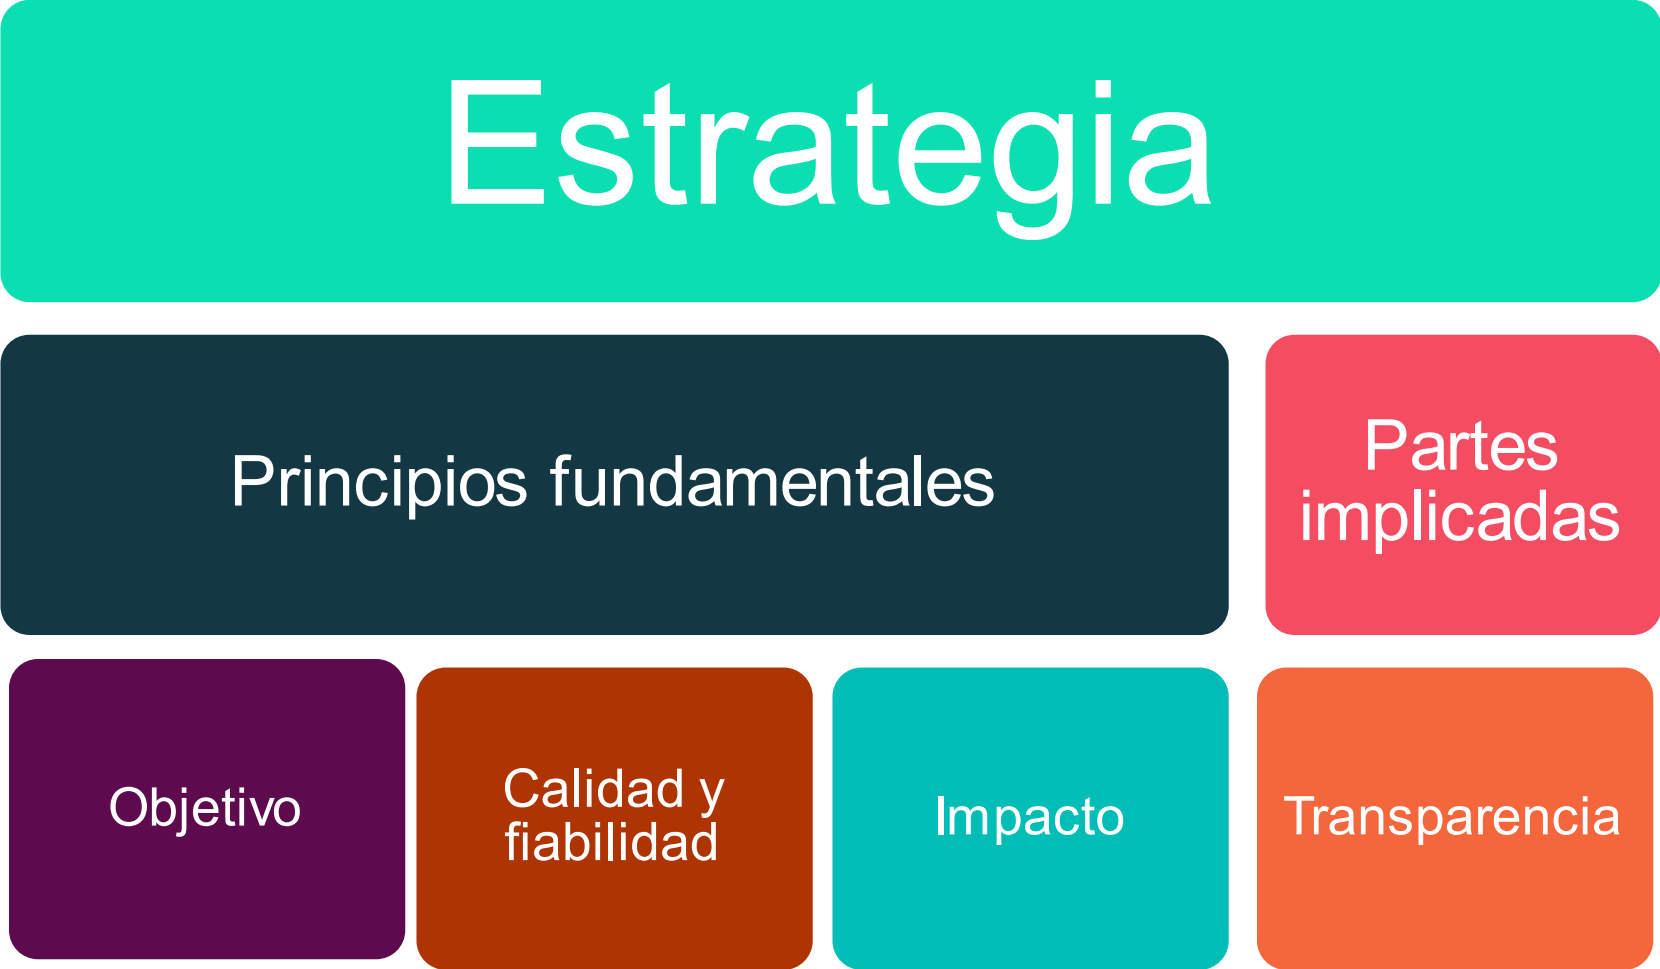 Estrategia
Principios fundamentales
Partes
implicadas
Objetivo
Calidad y
fiabilidad
Impacto
Transparencia